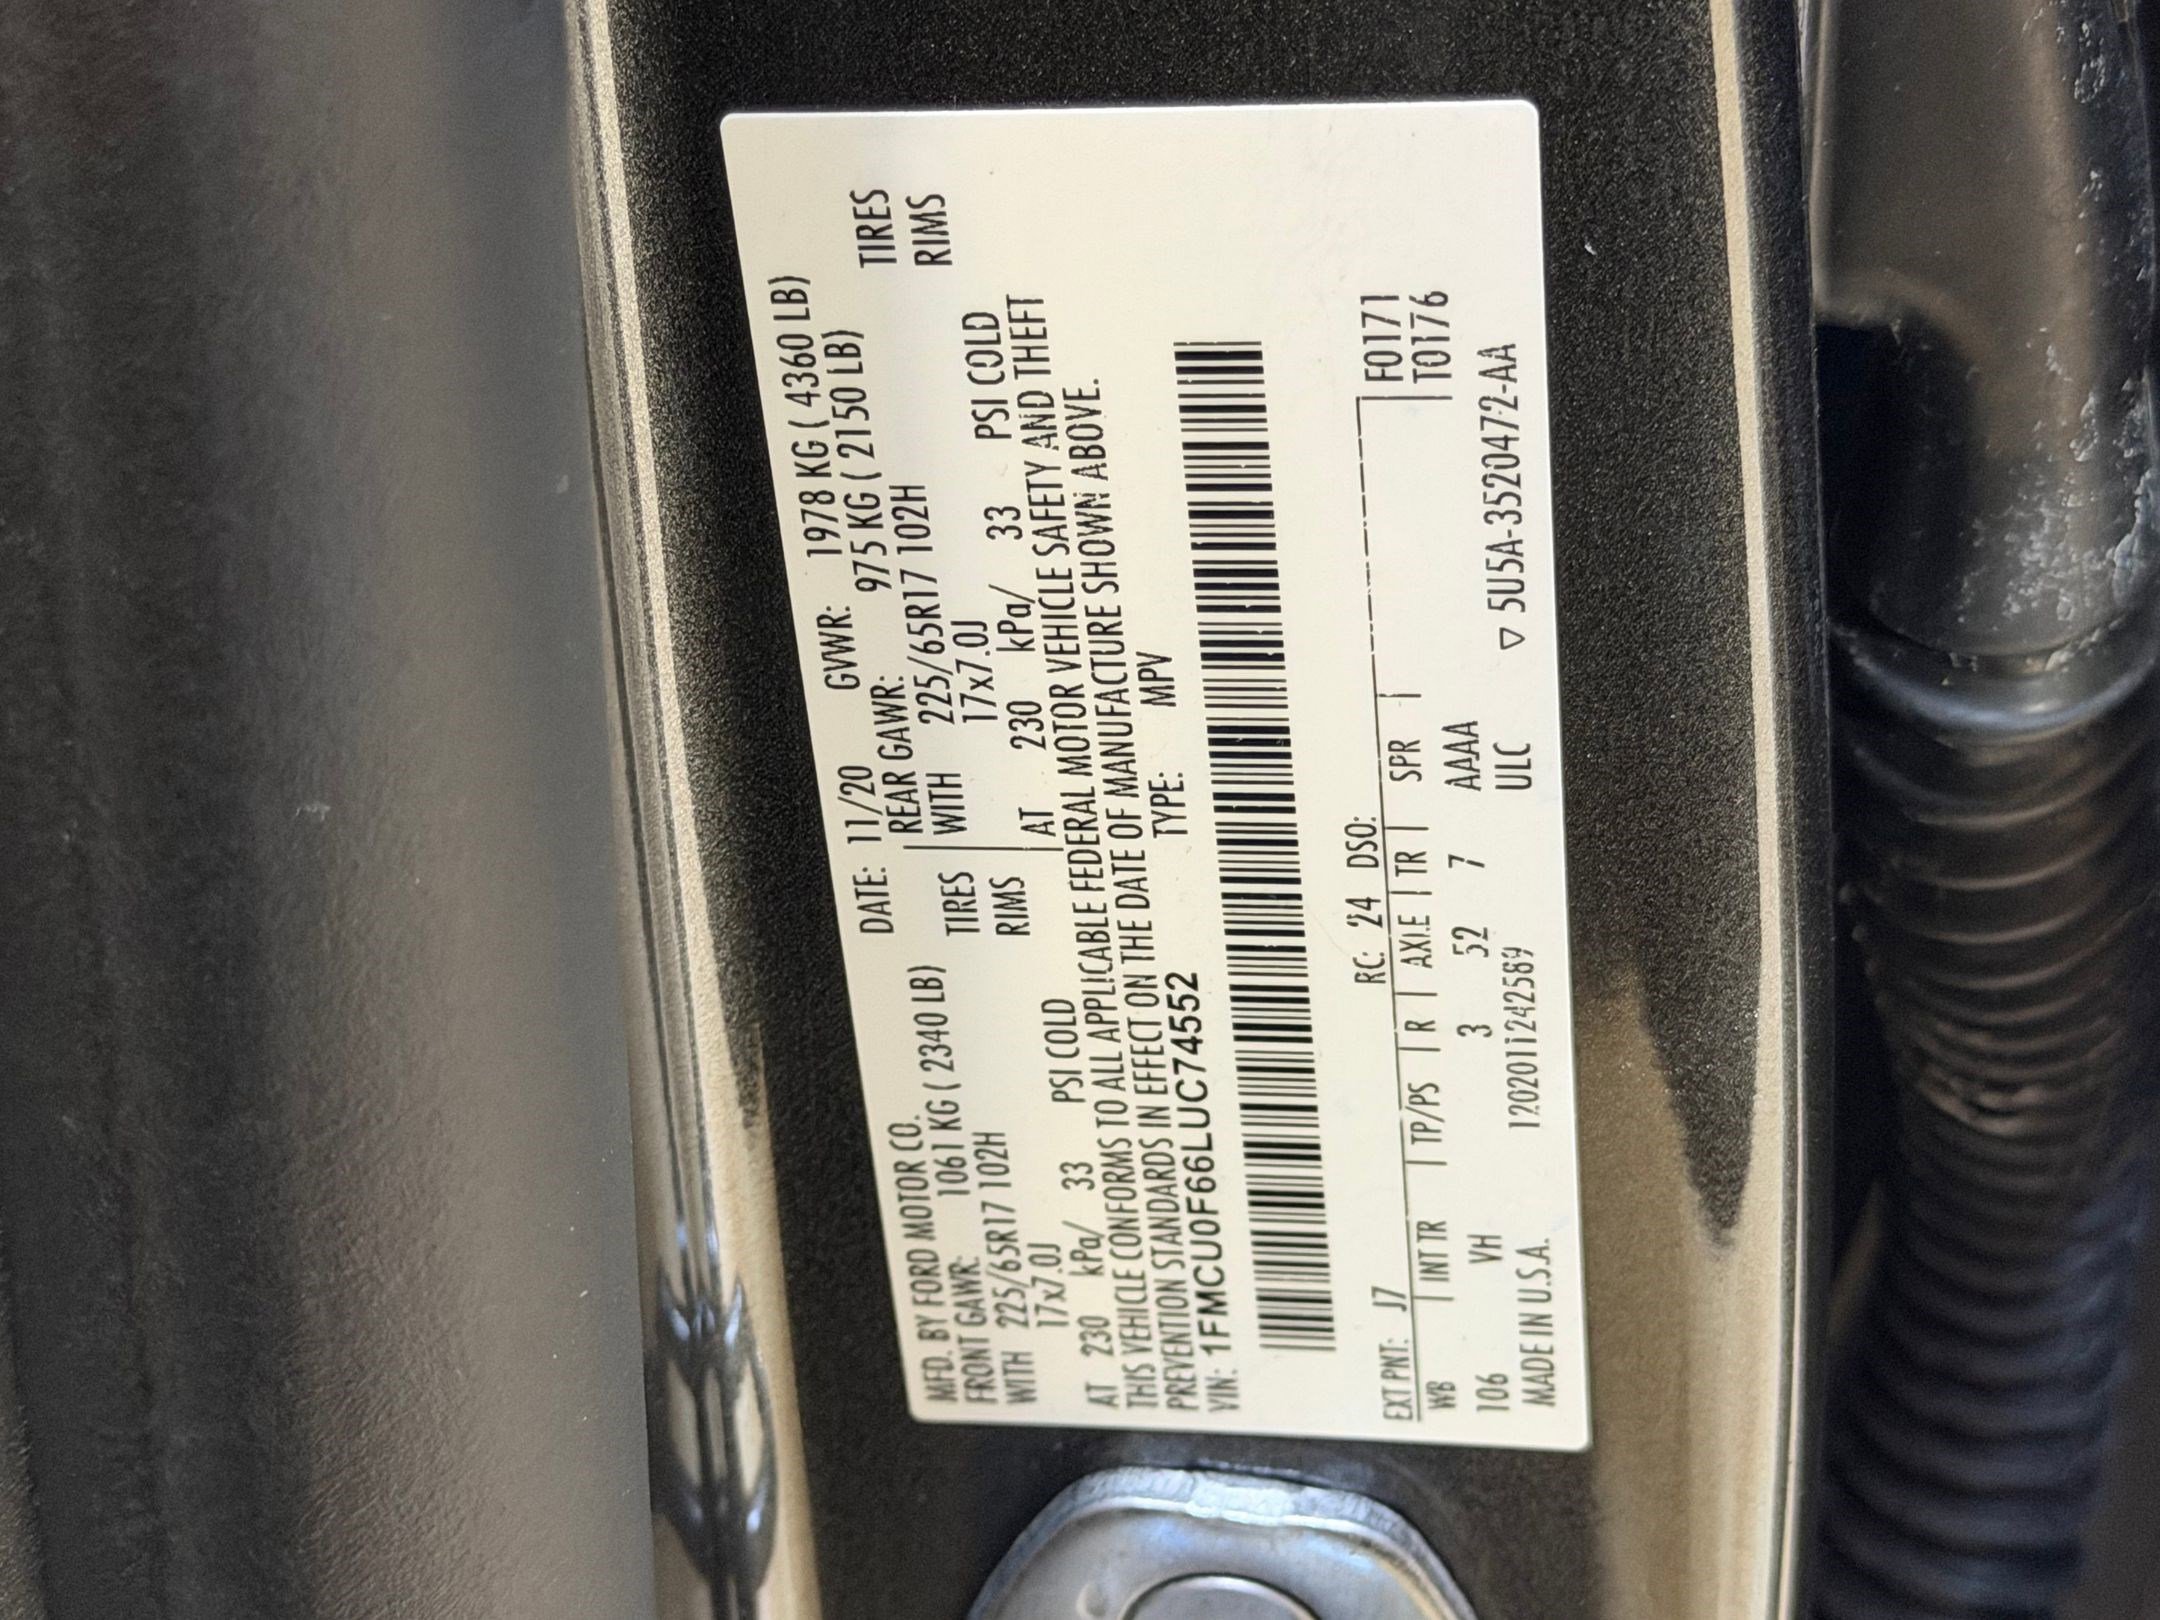 MFD. BY FORD MOTOR CO. DATE: 11/20 GVWR: 1978 KG ( 4360 LB)
FRONT GAWR: 1061 KG ( 2340 LB) REAR GAWR: 975 KG ( 2150 LB)
WITH 225/65R17 102H TIRES WITH 225/65R17 102H TIRES
17x7.0J RIMS 17x7.0J RIMS
AT 230 kPa/ 33 PSI COLD AT 230 kPa/ 33 PSI COLD
THIS VEHICLE CONFORMS TO ALL APPLICABLE FEDERAL MOTOR VEHICLE SAFETY AND THEFT
PREVENTION STANDARDS IN EFFECT ON THE DATE OF MANUFACTURE SHOWN ABOVE.
VIN: 1FMCU0F66LUC74552 TYPE: MPV
EXT PNT: J7 RC: 24 DSO: F0171
WB INT TR TP/PS R AXLE TR SPR T0176
106 VH 3 52 7 AAAA
MADE IN U.S.A. 1202011242589 ULC ▽ 5U5A-3520472-AA